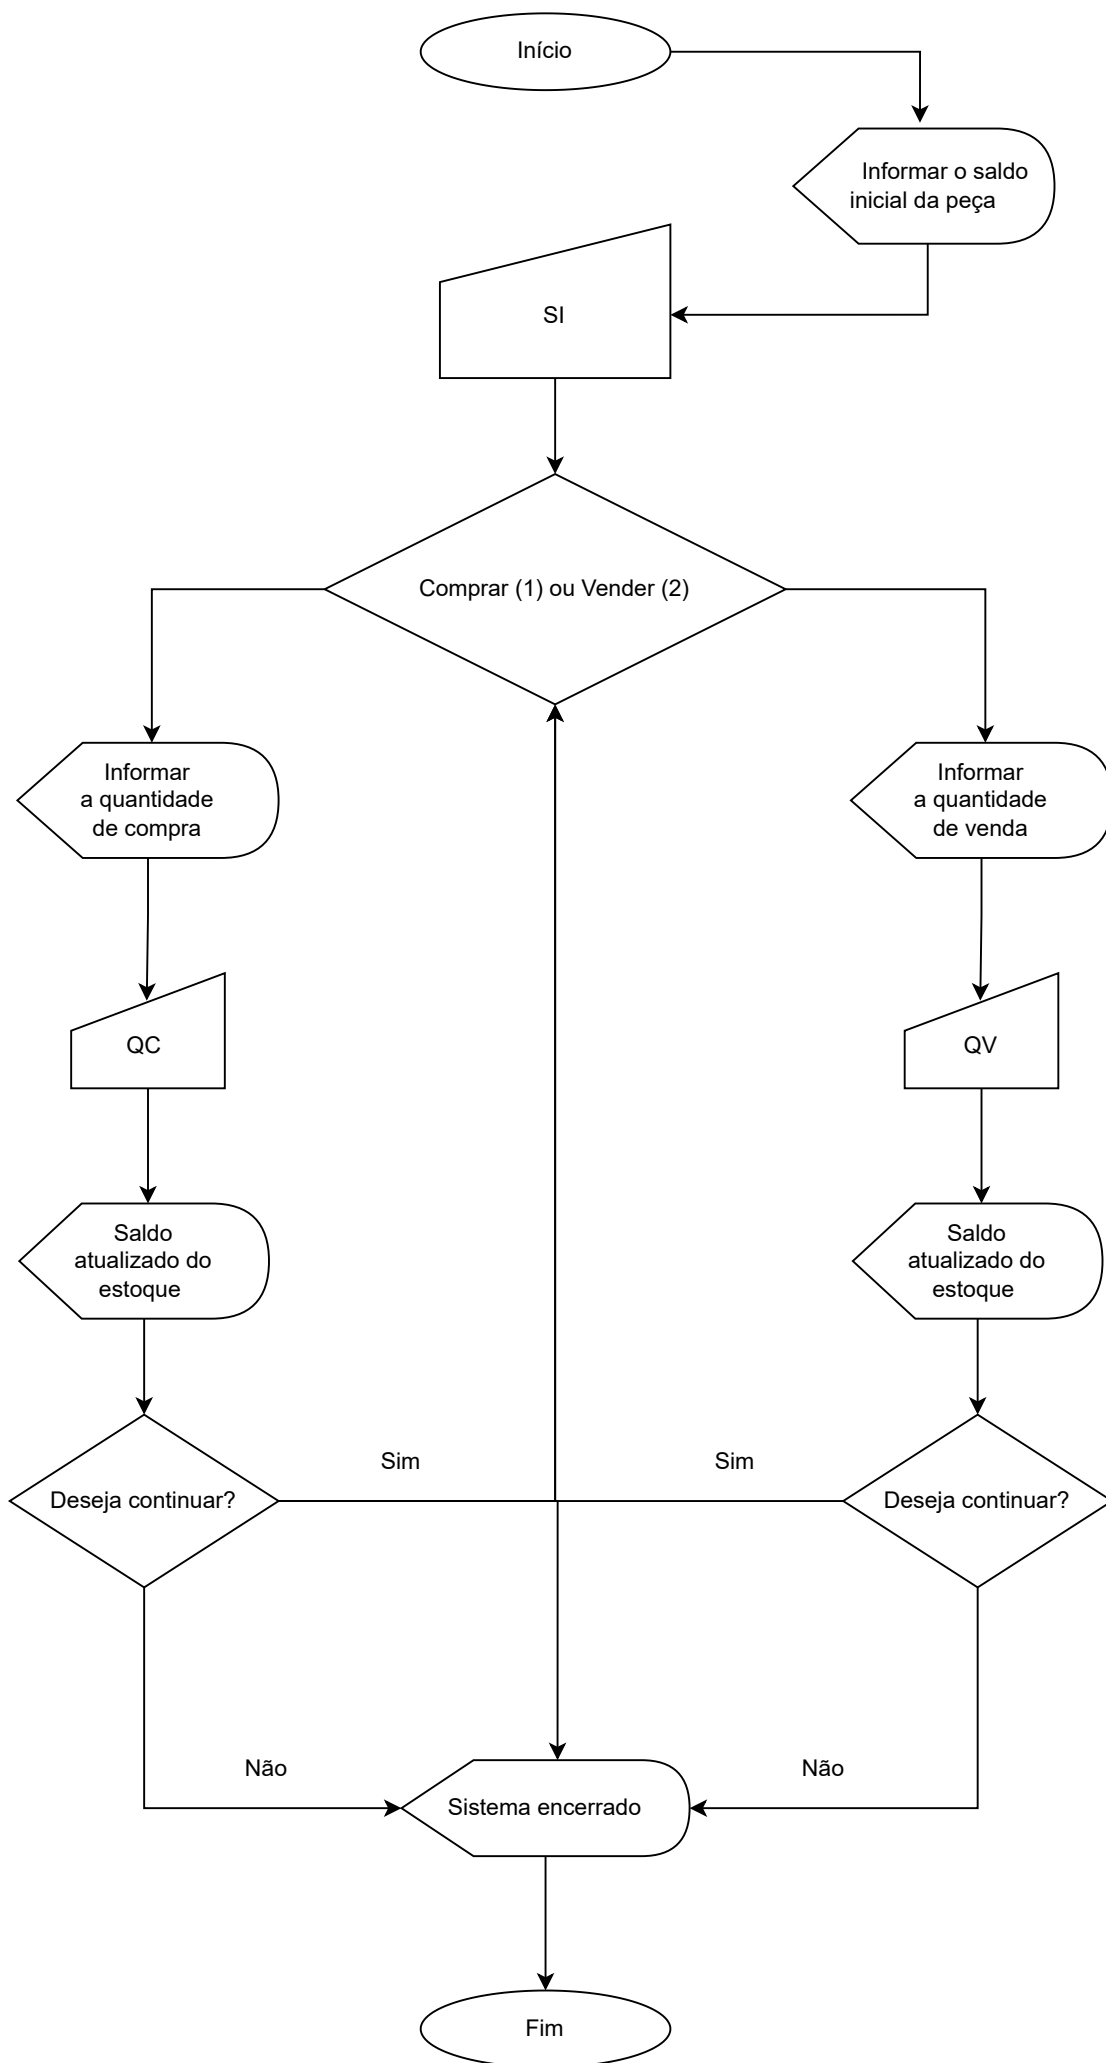 Início
Informar o saldo
inicial da peça
SI
Comprar (1) ou Vender (2)
Informar
a quantidade
de compra
Informar
a quantidade
de venda
QC
QV
Saldo
atualizado do
estoque
Saldo
atualizado do
estoque
Sim
Sim
Deseja continuar?
Deseja continuar?
Não
Não
Sistema encerrado
Fim